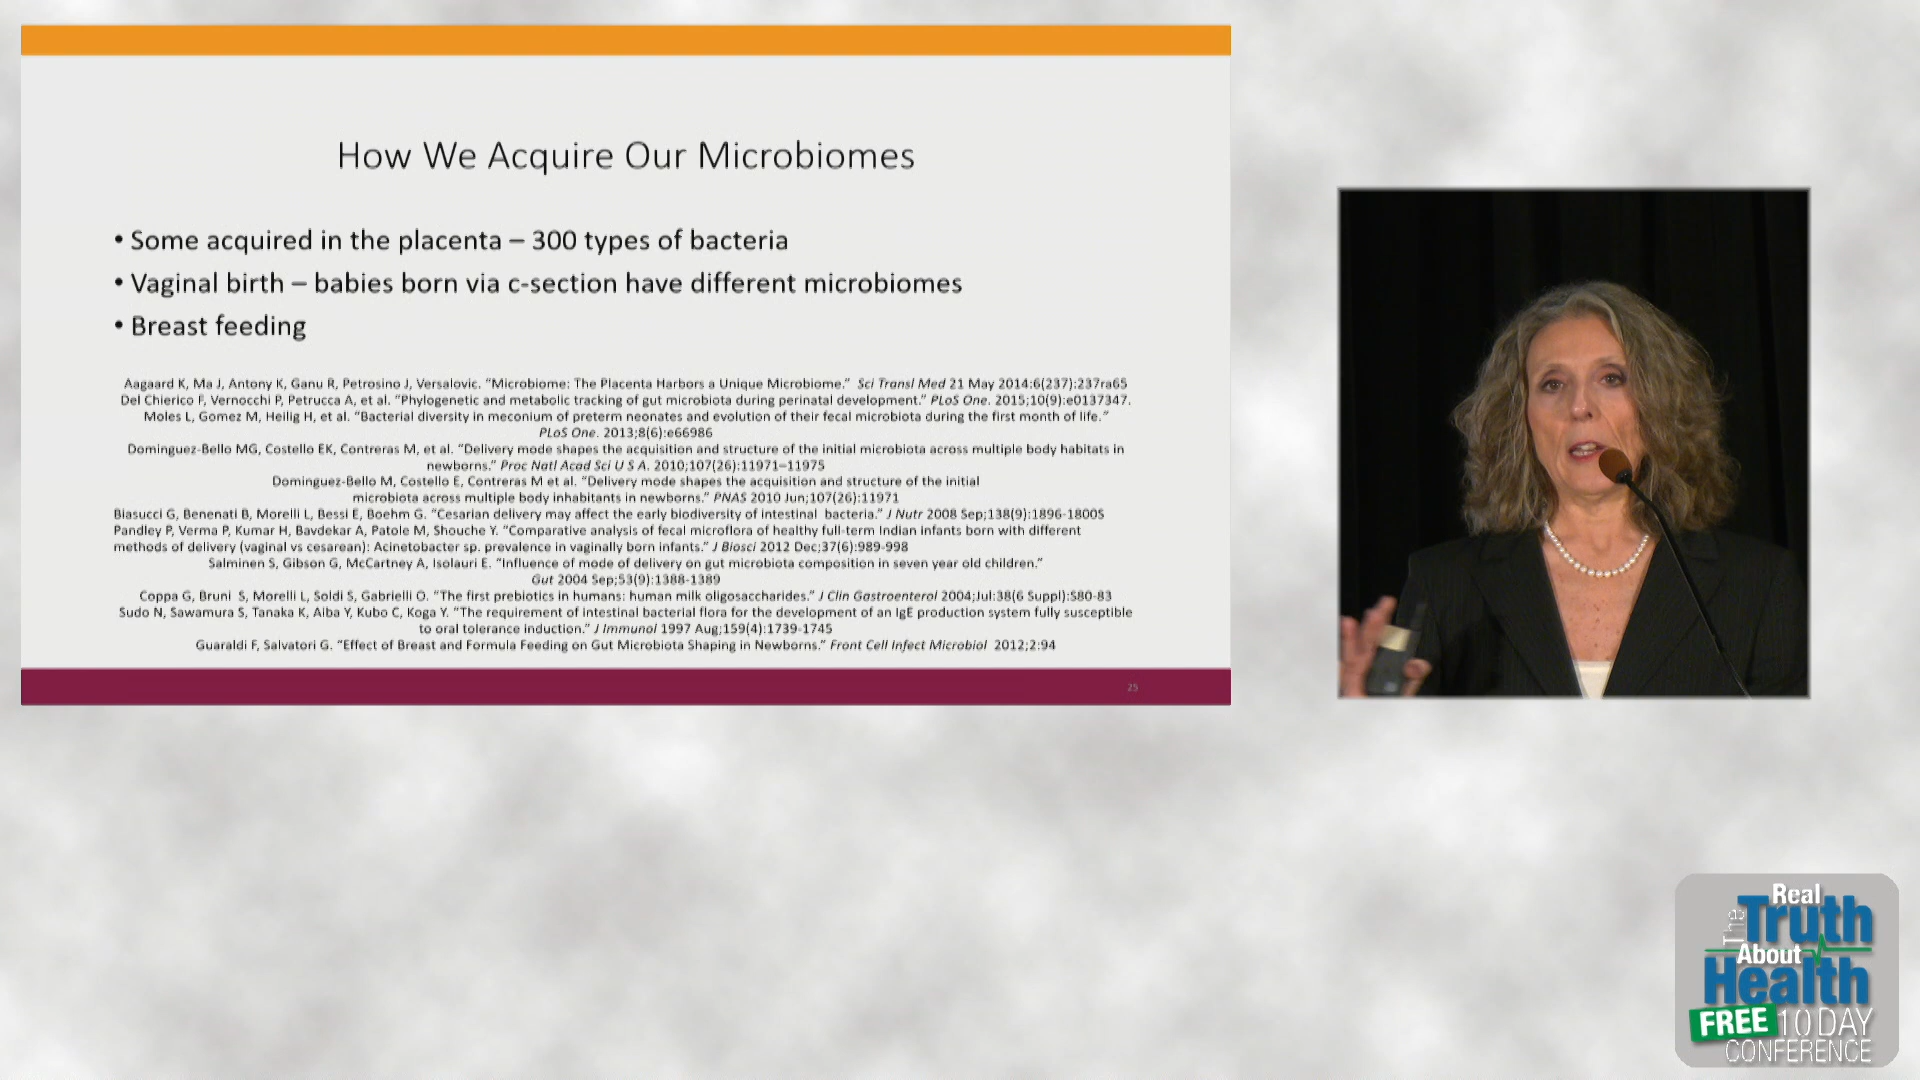 How We Acquire Our Microbiomes
• Some acquired in the placenta – 300 types of bacteria
• Vaginal birth – babies born via c-section have different microbiomes
• Breast feeding
Aagaard K, Ma J, Antony K, Ganu R, Petrosino J, Versalovic. "Microbiome: The Placenta Harbors a Unique Microbiome." Sci Transl Med 21 May 2014:6(237):237ra65
Del Chierico F, Vernocchi P, Petrucca A, et al. "Phylogenetic and metabolic tracking of gut microbiota during perinatal development." PLoS One. 2015;10(9):e0137347.
Moles L, Gomez M, Heilig H, et al. "Bacterial diversity in meconium of preterm neonates and evolution of their fecal microbiota during the first month of life."
PLoS One. 2013;8(6):e66986
Dominguez-Bello MG, Costello EK, Contreras M, et al. "Delivery mode shapes the acquisition and structure of the initial microbiota across multiple body habitats in
newborns." Proc Natl Acad Sci U S A. 2010;107(26):11971–11975
Dominguez-Bello M, Costello E, Contreras M et al. "Delivery mode shapes the acquisition and structure of the initial
microbiota across multiple body inhabitants in newborns." PNAS 2010 Jun;107(26):11971
Biasucci G, Benenati B, Morelli L, Bessi E, Boehm G. "Cesarian delivery may affect the early biodiversity of intestinal bacteria." J Nutr 2008 Sep;138(9):1896-1800S
Pandley P, Verma P, Kumar H, Bavdekar A, Patole M, Shouche Y. "Comparative analysis of fecal microflora of healthy full-term Indian infants born with different
methods of delivery (vaginal vs cesarean): Acinetobacter sp. prevalence in vaginally born infants." J Biosci 2012 Dec;37(6):989-998
Salminen S, Gibson G, McCartney A, Isolauri E. "Influence of mode of delivery on gut microbiota composition in seven year old children."
Gut 2004 Sep;53(9):1388-1389
Coppa G, Bruni S, Morelli L, Soldi S, Gabrielli O. "The first prebiotics in humans: human milk oligosaccharides." J Clin Gastroenterol 2004;Jul:38(6 Suppl):S80-83
Sudo N, Sawamura S, Tanaka K, Aiba Y, Kubo C, Koga Y. "The requirement of intestinal bacterial flora for the development of an IgE production system fully susceptible
to oral tolerance induction." J Immunol 1997 Aug;159(4):1739-1745
Guaraldi F, Salvatori G. "Effect of Breast and Formula Feeding on Gut Microbiota Shaping in Newborns." Front Cell Infect Microbiol 2012;2:94
25
The Real
Truth
About
Health
FREE 10 DAY
CONFERENCE